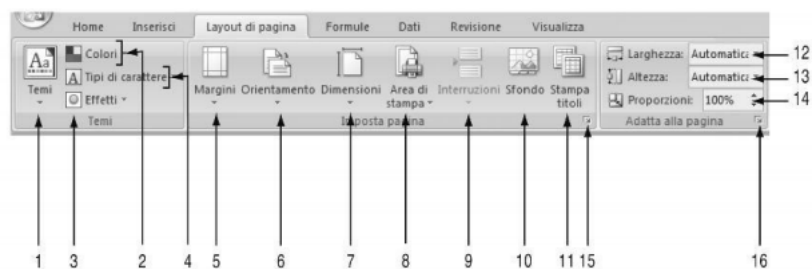 Home Inserisci Layout di pagina Formule Dati Revisione Visualizza
Aa Temi
Colori
A Tipi di carattere
Effetti
Temi
Margini Orientamento Dimensioni Area di stampa Interruzioni Sfondo Stampa titoli
Imposta pagina
Larghezza: Automatica
Altezza: Automatica
Proporzioni: 100%
Adatta alla pagina
12
13
14
1 3 2 4 5 6 7 8 9 10 11 15 16